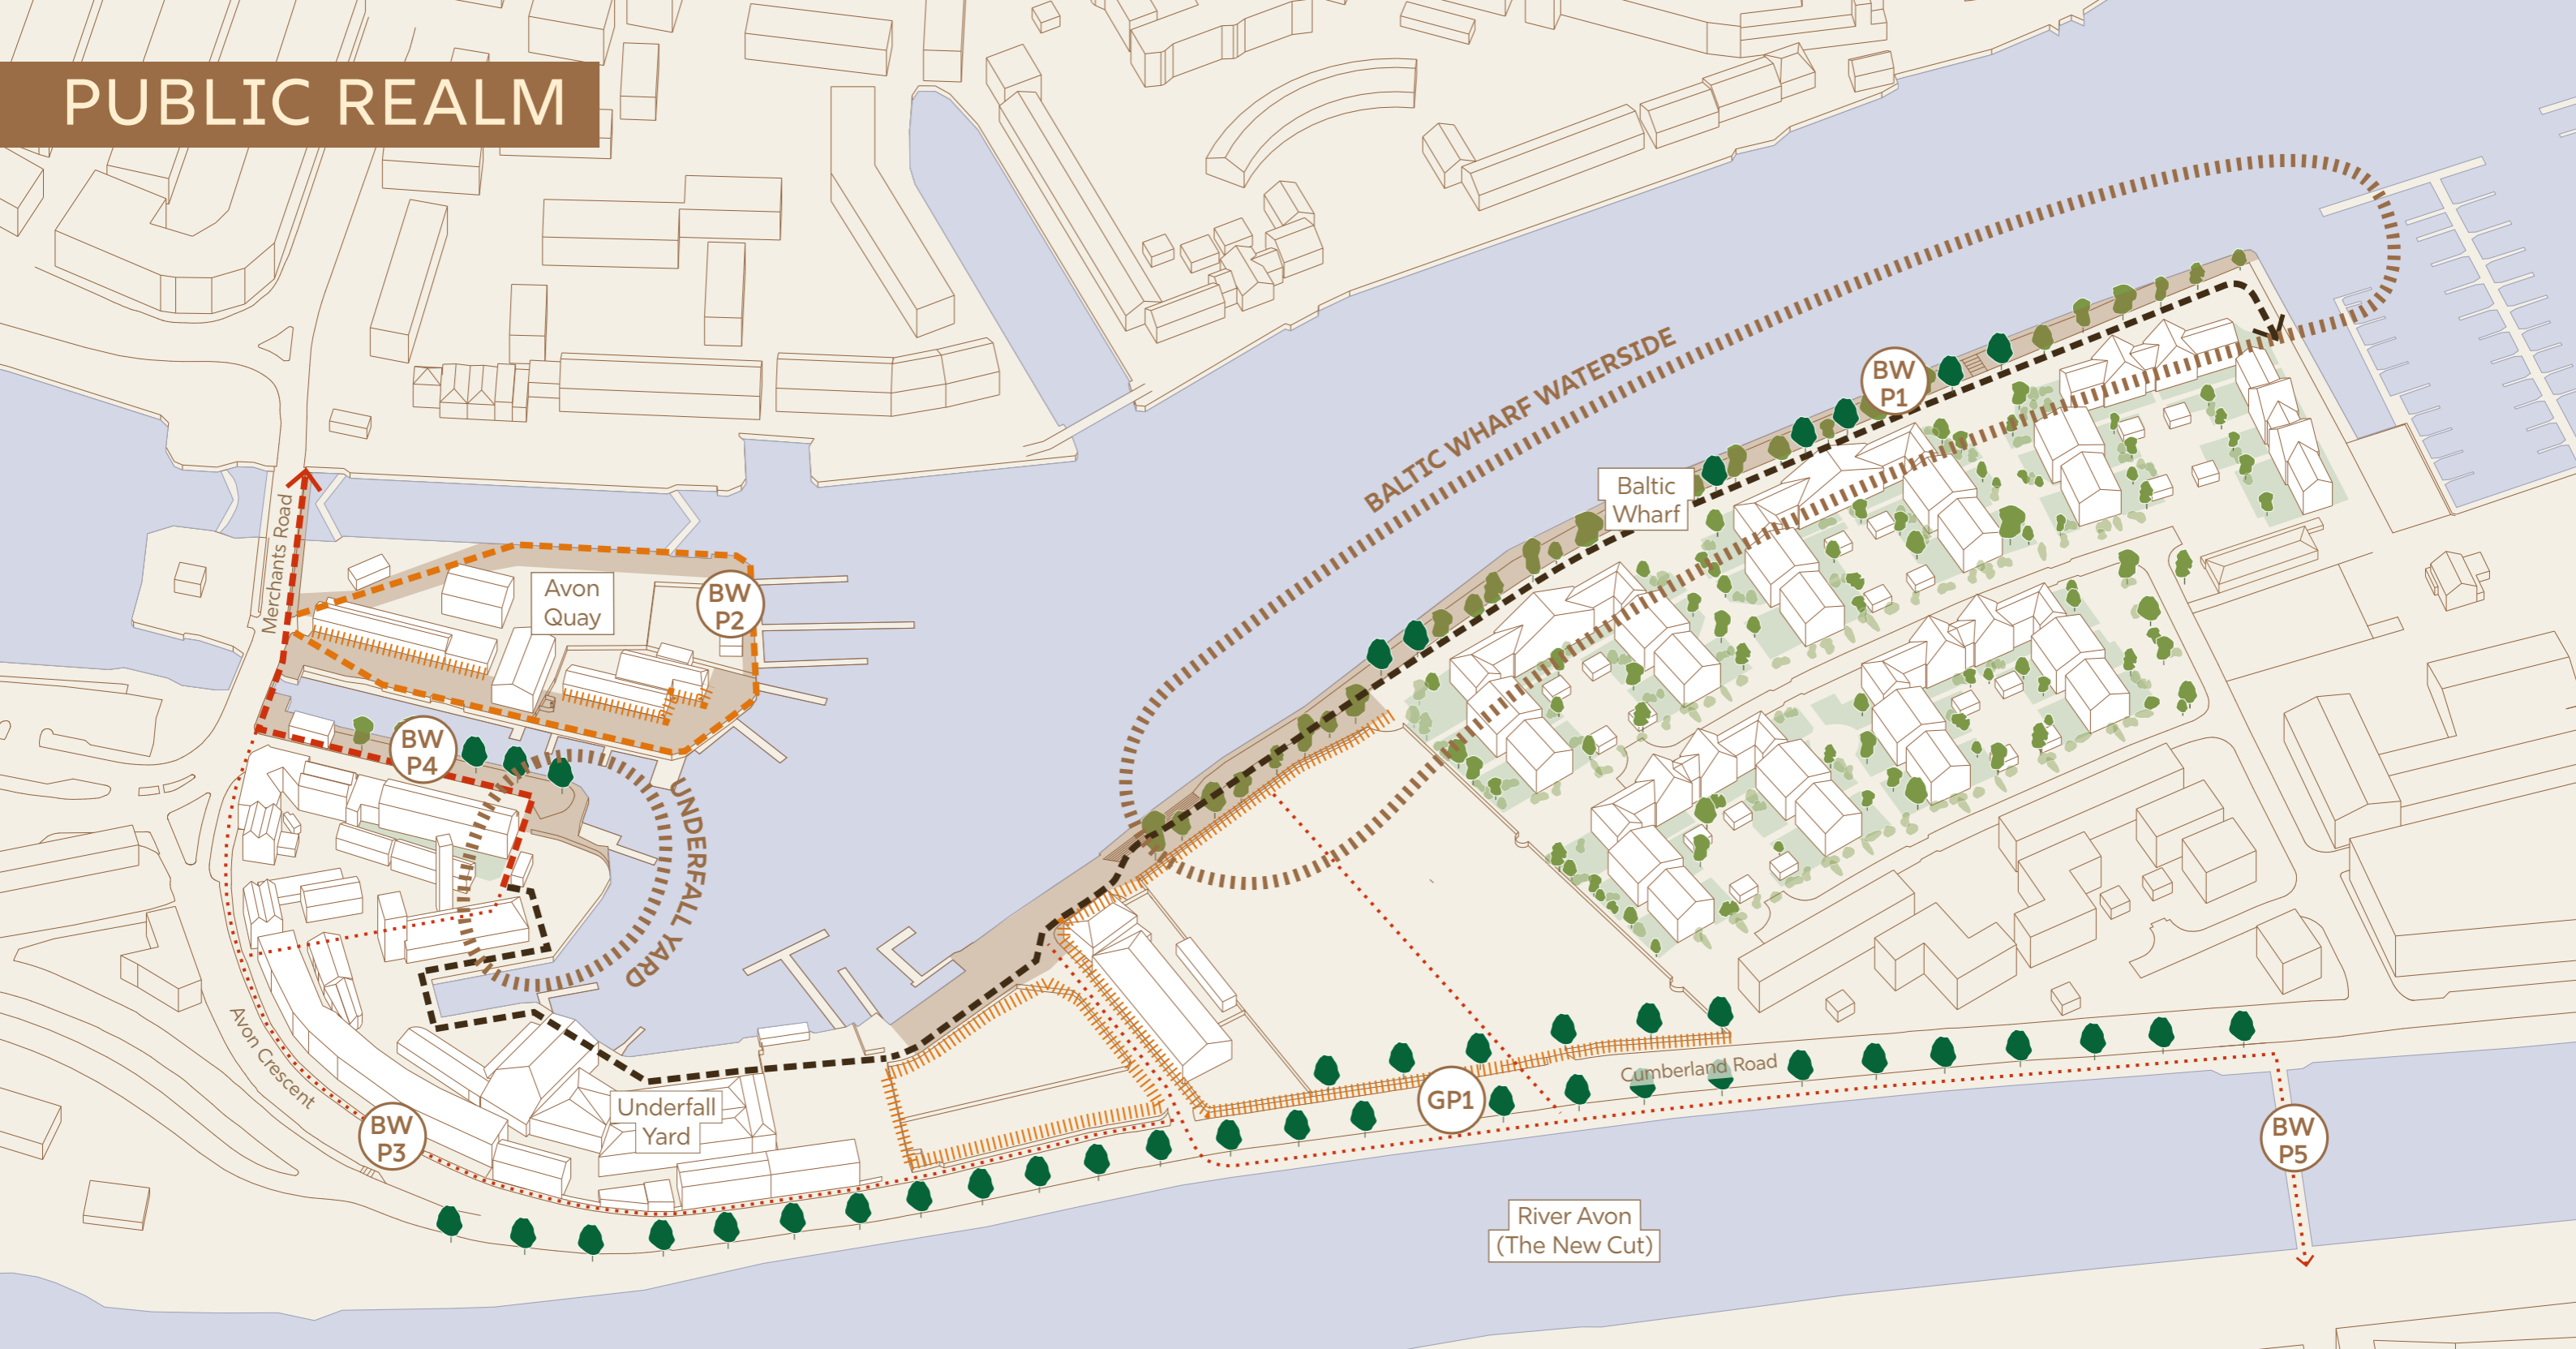 PUBLIC REALM
BALTIC WHARF WATERSIDE
BW
P1
Baltic
Wharf
Merchants Road
Avon
Quay
BW
P2
BW
P4
UNDERFALL YARD
Avon Crescent
BW
P3
Underfall
Yard
GP1
Cumberland Road
BW
P5
River Avon
(The New Cut)